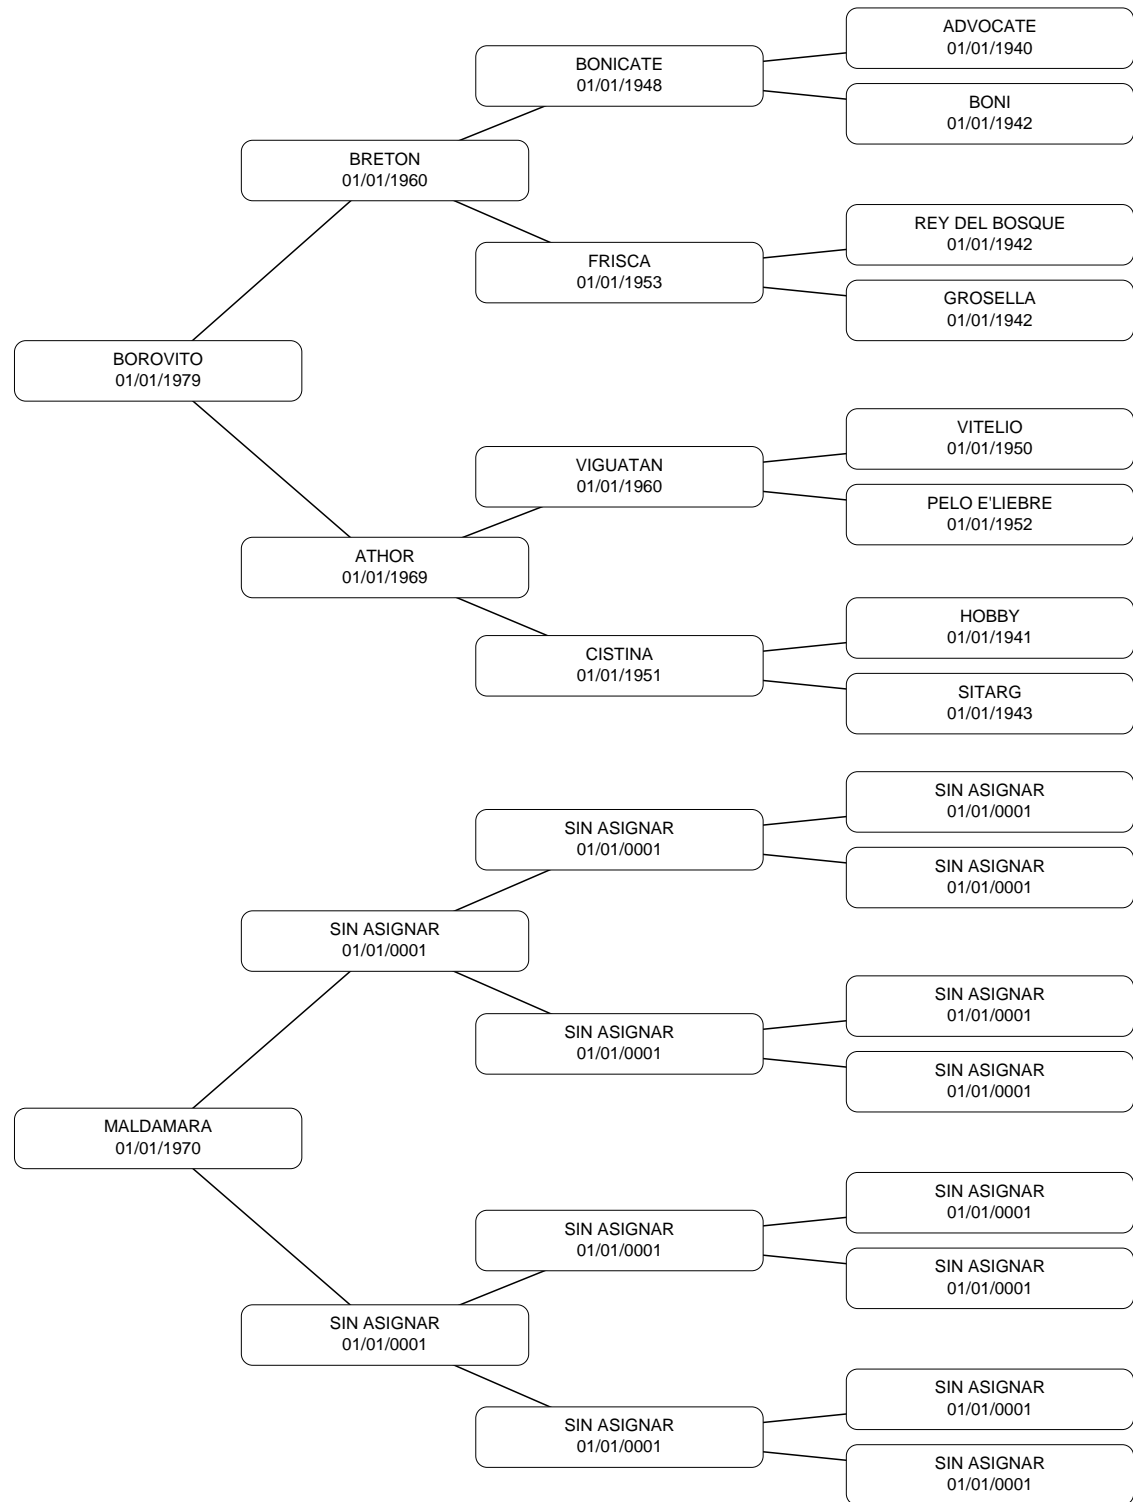 ADVOCATE
01/01/1940
BONICATE
01/01/1948
BONI
01/01/1942
BRETON
01/01/1960
REY DEL BOSQUE
01/01/1942
FRISCA
01/01/1953
GROSELLA
01/01/1942
BOROVITO
01/01/1979
VITELIO
01/01/1950
VIGUATAN
01/01/1960
PELO E'LIEBRE
01/01/1952
ATHOR
01/01/1969
HOBBY
01/01/1941
CISTINA
01/01/1951
SITARG
01/01/1943
SIN ASIGNAR
01/01/0001
SIN ASIGNAR
01/01/0001
SIN ASIGNAR
01/01/0001
SIN ASIGNAR
01/01/0001
SIN ASIGNAR
01/01/0001
SIN ASIGNAR
01/01/0001
SIN ASIGNAR
01/01/0001
MALDAMARA
01/01/1970
SIN ASIGNAR
01/01/0001
SIN ASIGNAR
01/01/0001
SIN ASIGNAR
01/01/0001
SIN ASIGNAR
01/01/0001
SIN ASIGNAR
01/01/0001
SIN ASIGNAR
01/01/0001
SIN ASIGNAR
01/01/0001